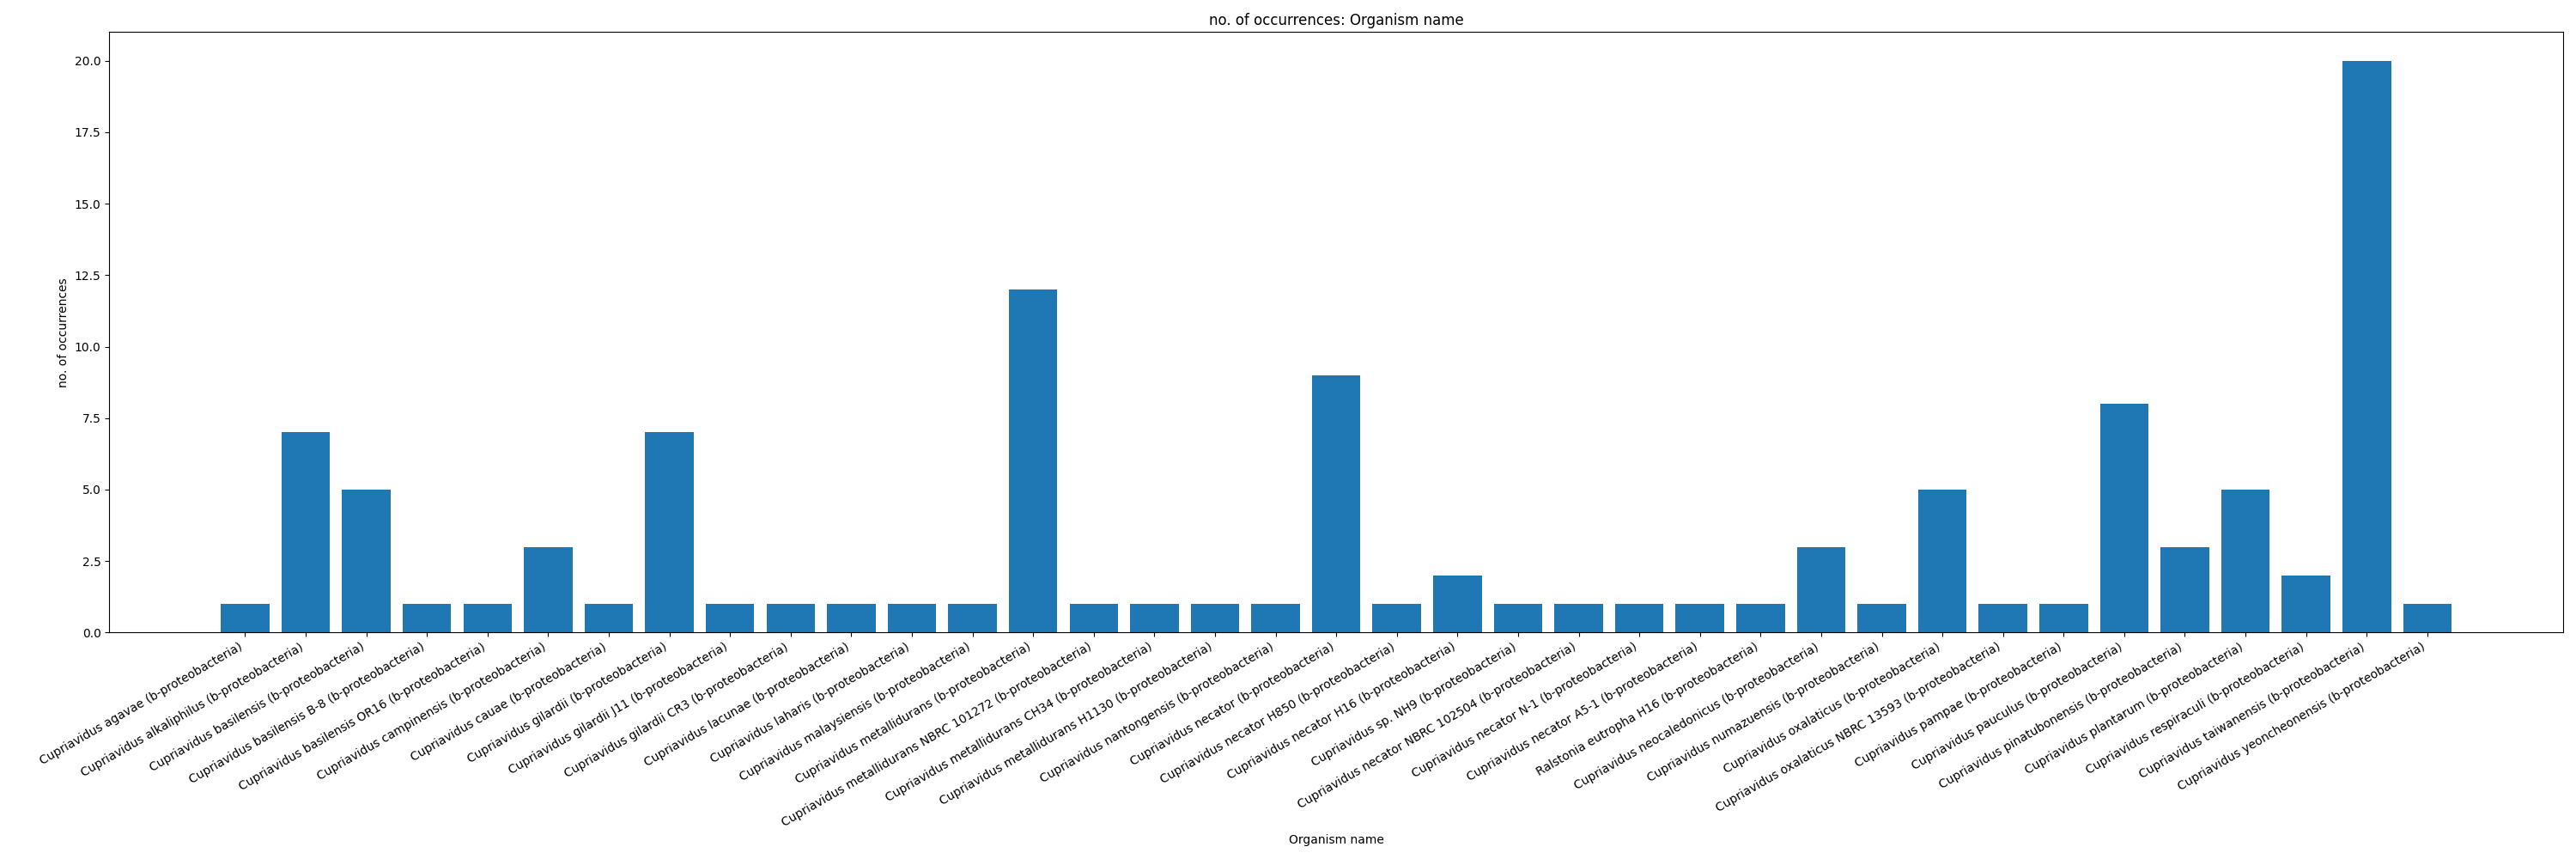 no. of occurrences: Organism name
20.0
17.5
15.0
12.5
10.0
7.5
5.0
2.5
0.0
no. of occurrences
Cupriavidus agavae (b-proteobacteria)
Cupriavidus alkaliphilus (b-proteobacteria)
Cupriavidus basilensis (b-proteobacteria)
Cupriavidus basilensis B-8 (b-proteobacteria)
Cupriavidus basilensis OR16 (b-proteobacteria)
Cupriavidus campinensis (b-proteobacteria)
Cupriavidus cauae (b-proteobacteria)
Cupriavidus gilardii (b-proteobacteria)
Cupriavidus gilardii J11 (b-proteobacteria)
Cupriavidus gilardii CR3 (b-proteobacteria)
Cupriavidus lacunae (b-proteobacteria)
Cupriavidus laharis (b-proteobacteria)
Cupriavidus malaysiensis (b-proteobacteria)
Cupriavidus metallidurans (b-proteobacteria)
Cupriavidus metallidurans NBRC 101272 (b-proteobacteria)
Cupriavidus metallidurans CH34 (b-proteobacteria)
Cupriavidus metallidurans H1130 (b-proteobacteria)
Cupriavidus nantongensis (b-proteobacteria)
Cupriavidus necator (b-proteobacteria)
Cupriavidus necator H850 (b-proteobacteria)
Cupriavidus necator H16 (b-proteobacteria)
Cupriavidus sp. NH9 (b-proteobacteria)
Cupriavidus necator NBRC 102504 (b-proteobacteria)
Cupriavidus necator N-1 (b-proteobacteria)
Cupriavidus necator A5-1 (b-proteobacteria)
Ralstonia eutropha H16 (b-proteobacteria)
Cupriavidus neocaledonicus (b-proteobacteria)
Cupriavidus numazuensis (b-proteobacteria)
Cupriavidus oxalaticus (b-proteobacteria)
Cupriavidus oxalaticus NBRC 13593 (b-proteobacteria)
Cupriavidus pampae (b-proteobacteria)
Cupriavidus pauculus (b-proteobacteria)
Cupriavidus pinatubonensis (b-proteobacteria)
Cupriavidus plantarum (b-proteobacteria)
Cupriavidus respiraculi (b-proteobacteria)
Cupriavidus taiwanensis (b-proteobacteria)
Cupriavidus yeoncheonensis (b-proteobacteria)
Organism name